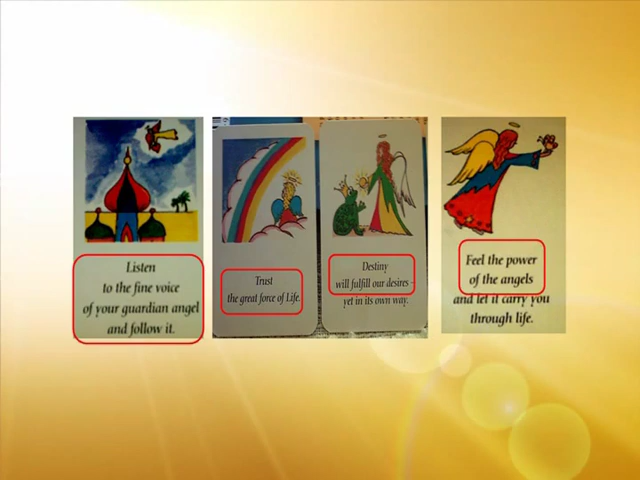 Listen
to the fine voice
of your guardian angel
and follow it.
Trust
the great force of Life.
Destiny
will fulfill our desires -
yet in its own way.
Feel the power
of the angels
and let it carry you
through life.